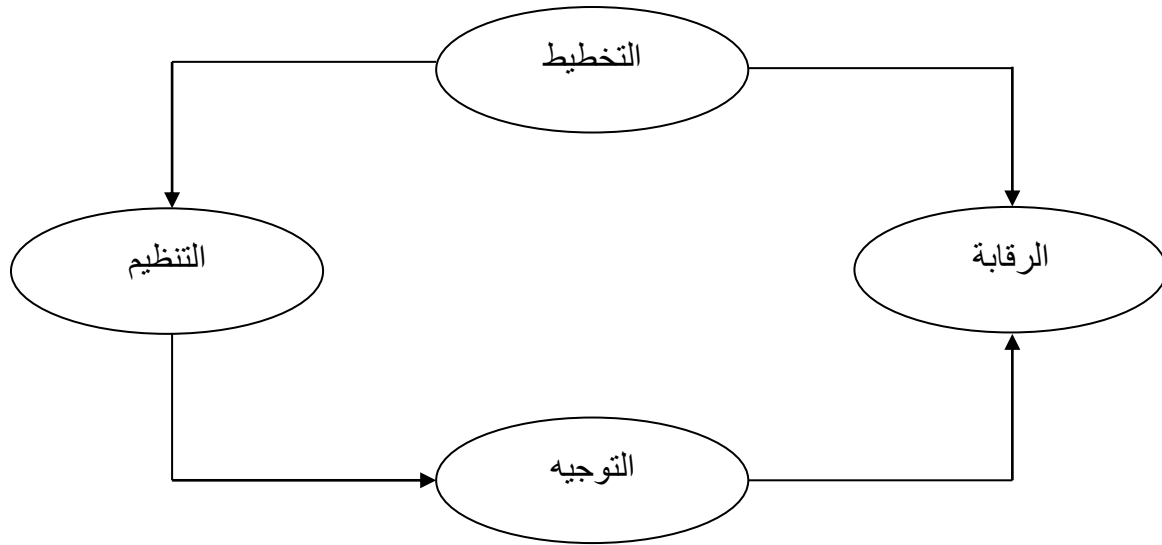 التخطيط
الرقابة
التنظيم
التوجيه